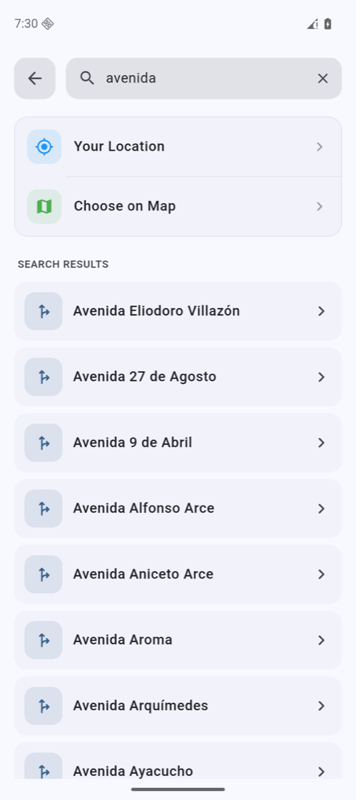 7:30
avenida
Your Location
Choose on Map
SEARCH RESULTS
Avenida Eliodoro Villazón
Avenida 27 de Agosto
Avenida 9 de Abril
Avenida Alfonso Arce
Avenida Aniceto Arce
Avenida Aroma
Avenida Arquímedes
Avenida Ayacucho